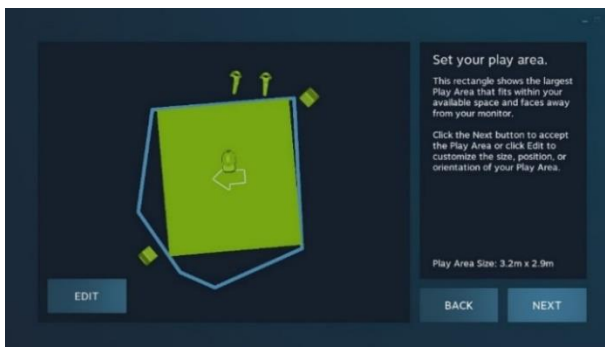 Set your play area.
This rectangle shows the largest
Play Area that fits within your
available space and faces away
from your monitor.
Click the Next button to accept
the Play Area or click Edit to
customize the size, position, or
orientation of your Play Area.
Play Area Size: 3.2m x 2.9m
EDIT
BACK
NEXT